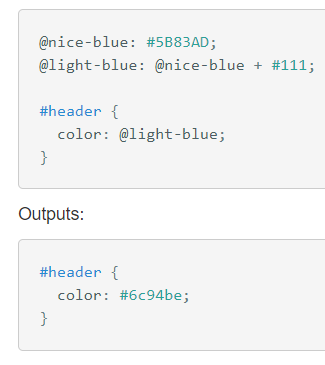 @nice-blue: #5B83AD;
@light-blue: @nice-blue + #111;
#header {
  color: @light-blue;
}
Outputs:
#header {
  color: #6c94be;
}